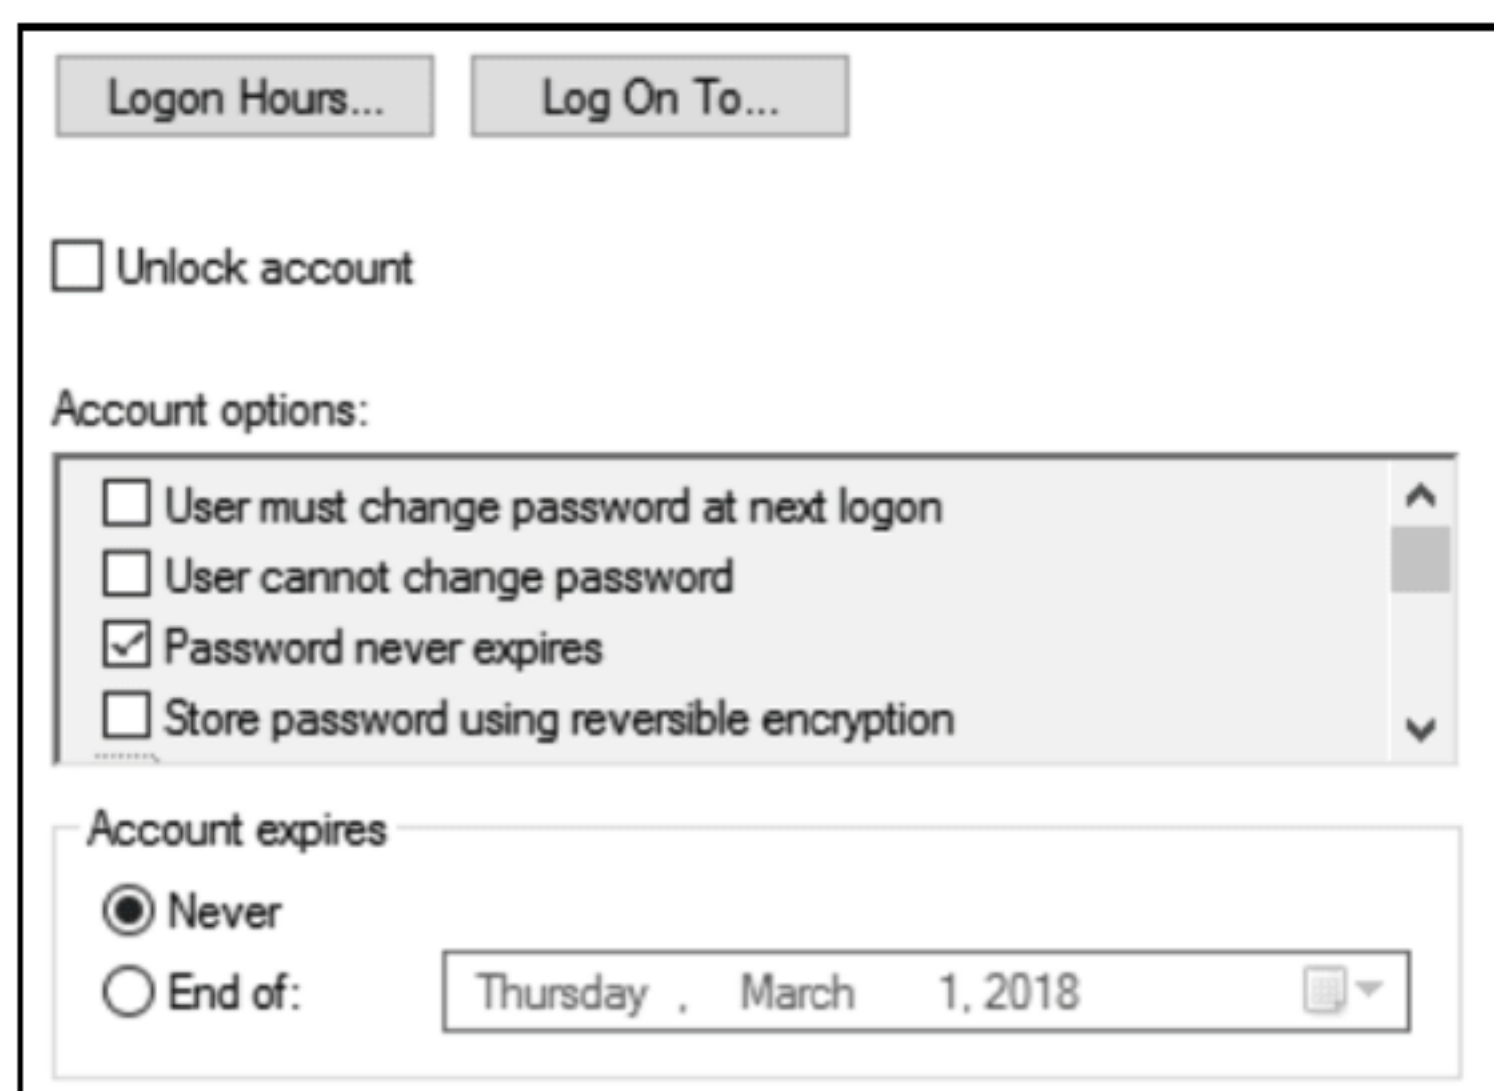 Logon Hours... Log On To...
Unlock account
Account options:
User must change password at next logon
User cannot change password
Password never expires
Store password using reversible encryption
Account expires
Never
End of: Thursday , March 1, 2018